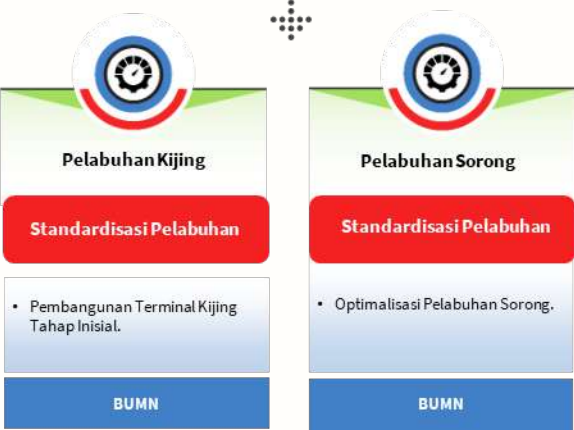 Pelabuhan Kijing
Standardisasi Pelabuhan
• Pembangunan Terminal Kijing
Tahap Inisial.
BUMN
Pelabuhan Sorong
Standardisasi Pelabuhan
• Optimalisasi Pelabuhan Sorong.
BUMN